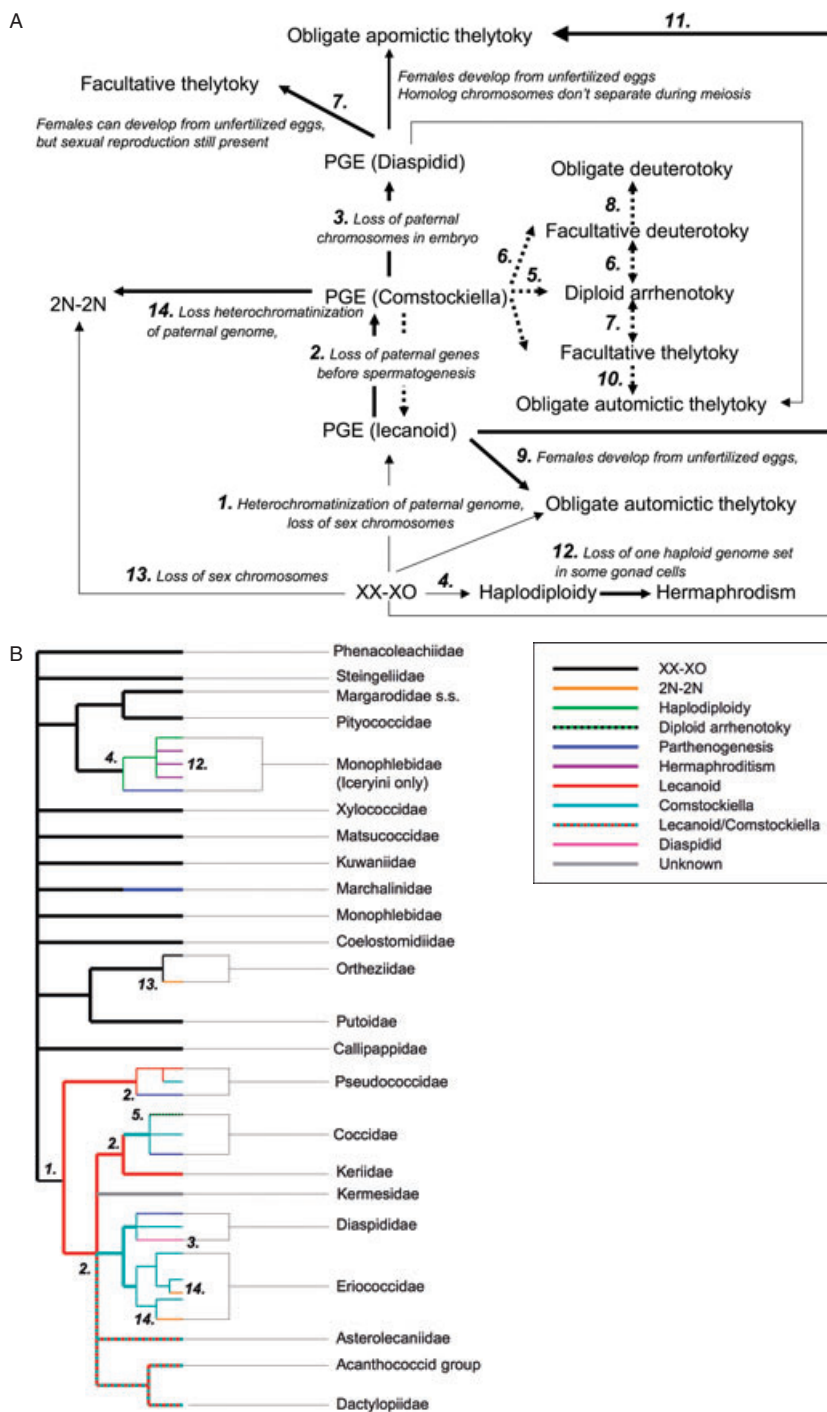 A
Obligate apomictic thelytoky
11.
Facultative thelytoky
7.
Females develop from unfertilized eggs
Homolog chromosomes don't separate during meiosis
Females can develop from unfertilized eggs,
but sexual reproduction still present
PGE (Diaspidid)
Obligate deuterotoky
8.
3. Loss of paternal
chromosomes in embryo
Facultative deuterotoky
6.
6.
5.
2N-2N
PGE (Comstockiella)
Diploid arrhenotoky
14. Loss heterochromatinization
of paternal genome,
7.
2. Loss of paternal genes
before spermatogenesis
Facultative thelytoky
10.
Obligate automictic thelytoky
PGE (lecanoid)
9. Females develop from unfertilized eggs,
1. Heterochromatinization of paternal genome,
loss of sex chromosomes
Obligate automictic thelytoky
12. Loss of one haploid genome set
in some gonad cells
13. Loss of sex chromosomes
XX-XO
4.
Haplodiploidy
Hermaphrodism
B
Phenacoleachiidae
Steingeliidae
Margarodidae s.s.
Pityococcidae
4.
12.
Monophlebidae
(Iceryini only)
Xylococcidae
Matsucoccidae
Kuwaniidae
Marchalinidae
Monophlebidae
Coelostomidiidae
Ortheziidae
13.
Putoidae
Callipappidae
Pseudococcidae
2.
5.
Coccidae
2.
1.
Keriidae
Kermesidae
Diaspididae
3.
2.
14.
Eriococcidae
14.
Asterolecaniidae
Acanthococcid group
Dactylopiidae
XX-XO
2N-2N
Haplodiploidy
Diploid arrhenotoky
Parthenogenesis
Hermaphroditism
Lecanoid
Comstockiella
Lecanoid/Comstockiella
Diaspidid
Unknown